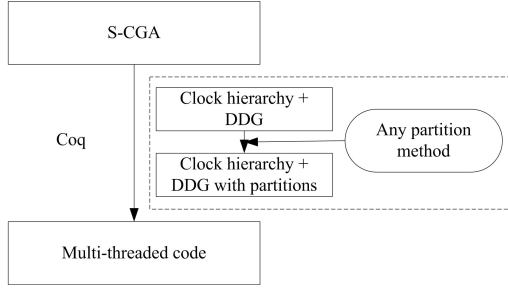 S-CGA
Clock hierarchy +
DDG
Any partition
method
Coq
Clock hierarchy +
DDG with partitions
Multi-threaded code